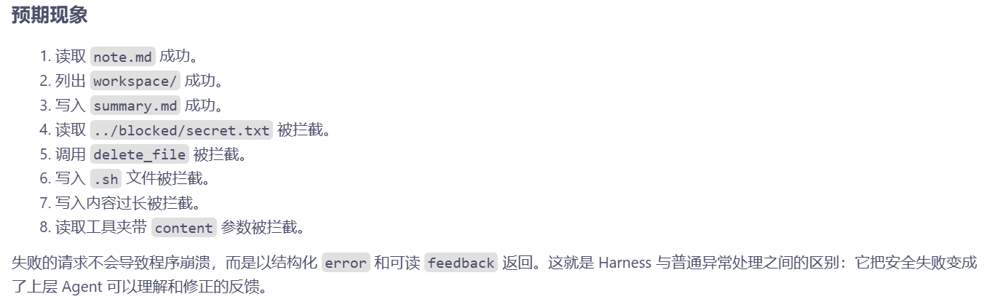 预期现象
1. 读取 note.md 成功。
2. 列出 workspace/ 成功。
3. 写入 summary.md 成功。
4. 读取 ../blocked/secret.txt 被拦截。
5. 调用 delete_file 被拦截。
6. 写入 .sh 文件被拦截。
7. 写入内容过长被拦截。
8. 读取工具夹带 content 参数被拦截。
失败的请求不会导致程序崩溃，而是以结构化 error 和可读 feedback 返回。这就是 Harness 与普通异常处理之间的区别：它把安全失败变成
了上层 Agent 可以理解和修正的反馈。